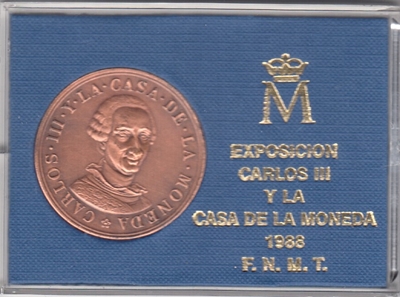 CARLOS · III · Y · LA · CASA · DE · LA · MONEDA
M
EXPOSICION
CARLOS III
Y LA
CASA DE LA MONEDA
1988
F. N. M. T.